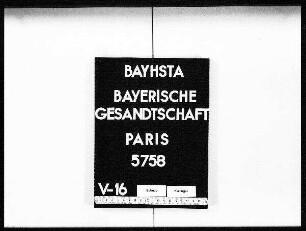 BAYHSTA
BAYERISCHE
GESANDTSCHAFT
PARIS
5758
V-16